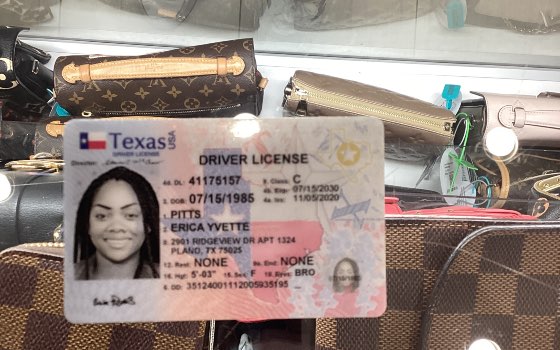 Texas USA
DRIVER LICENSE
Director:
DRIVER LICENSE
4d. DL: 41175157 9. Class: C
4b. Exp: 07/15/2030
3. DOB: 07/15/1985 4a. Iss: 11/05/2020
1. PITTS
2. ERICA YVETTE
8. 2901 RIDGEVIEW DR APT 1324
PLANO, TX 75025
12. Rest: NONE 9a. End: NONE
16. Hgt: 5'-03" 15. Sex: F 18. Eyes: BRO
5. DD: 35124001112005935195